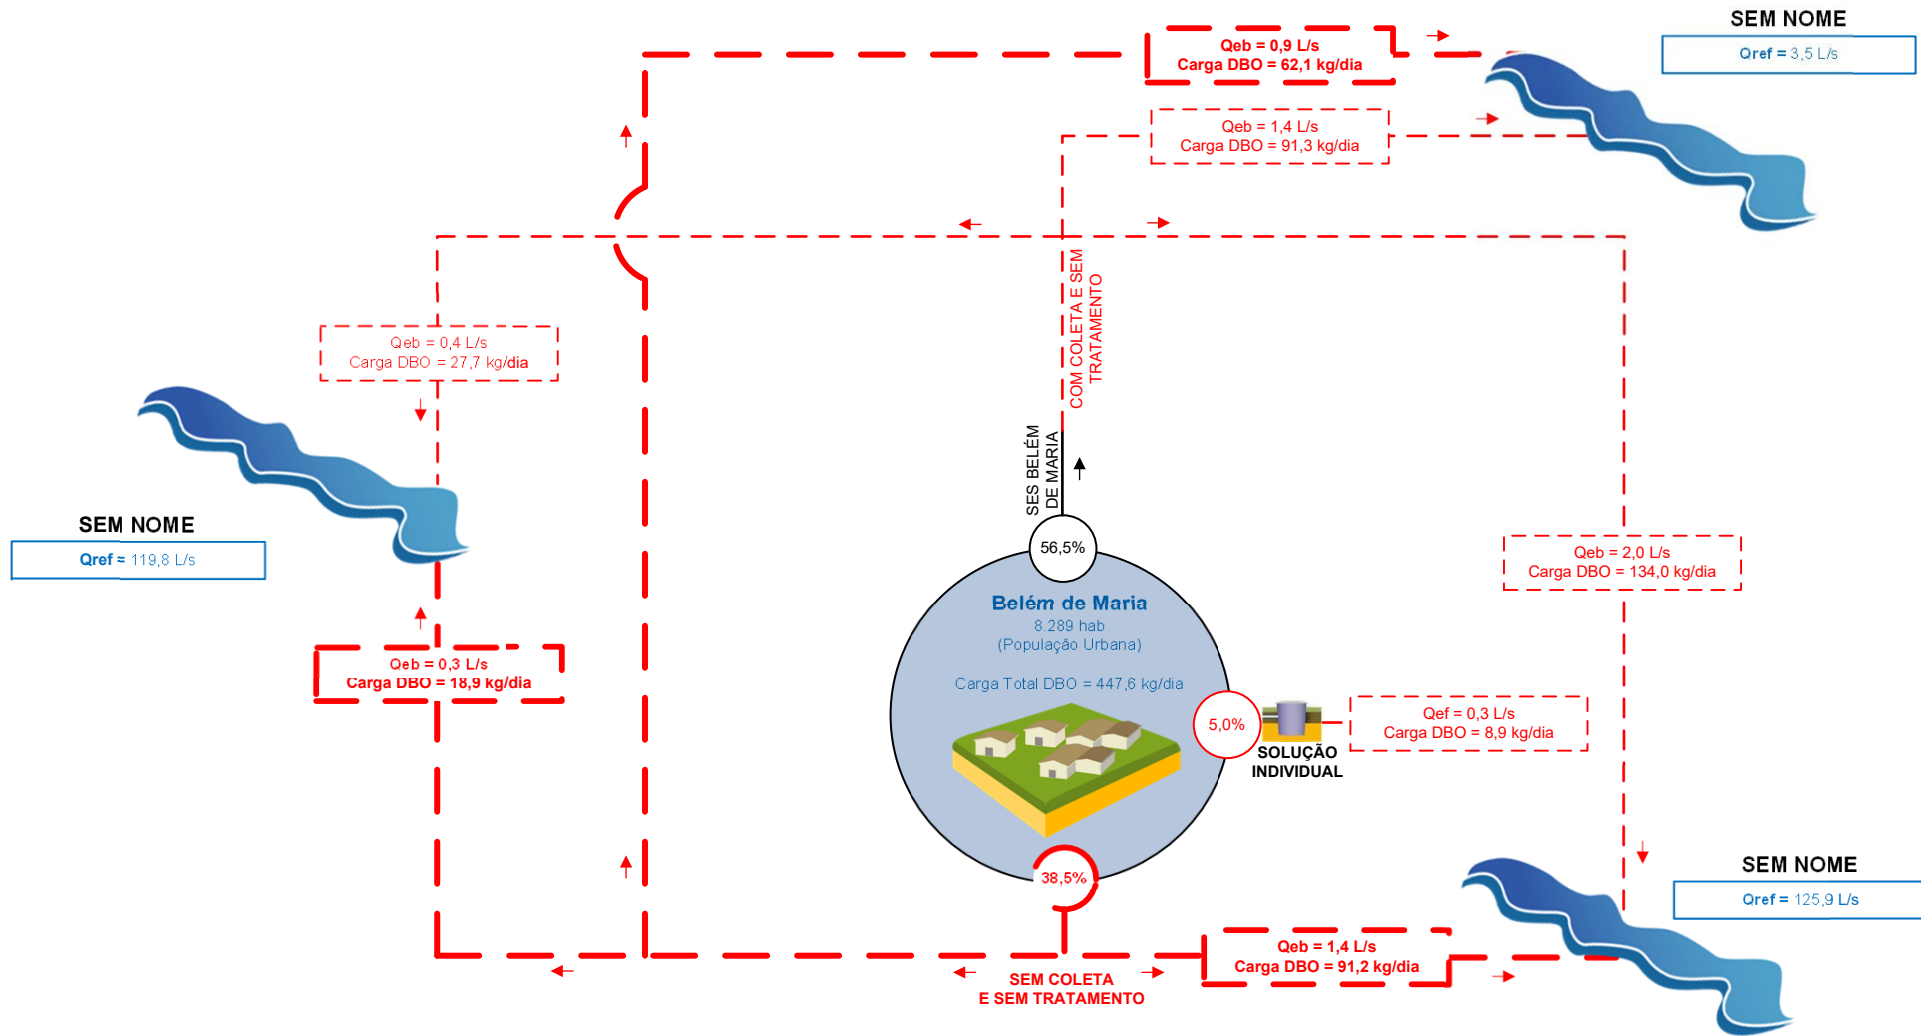 SEM NOME
Qref = 3,5 L/s
Qeb = 0,9 L/s
Carga DBO = 62,1 kg/dia
Qeb = 1,4 L/s
Carga DBO = 91,3 kg/dia
COM COLETA E SEM
TRATAMENTO
Qeb = 0,4 L/s
Carga DBO = 27,7 kg/dia
SES BELÉM
DE MARIA
SEM NOME
Qref = 119,8 L/s
56,5%
Qeb = 2,0 L/s
Carga DBO = 134,0 kg/dia
Belém de Maria
8.289 hab
(População Urbana)
Carga Total DBO = 447,6 kg/dia
Qeb = 0,3 L/s
Carga DBO = 18,9 kg/dia
5,0%
SOLUÇÃO
INDIVIDUAL
Qef = 0,3 L/s
Carga DBO = 8,9 kg/dia
38,5%
SEM NOME
Qref = 125,9 L/s
Qeb = 1,4 L/s
Carga DBO = 91,2 kg/dia
SEM COLETA
E SEM TRATAMENTO